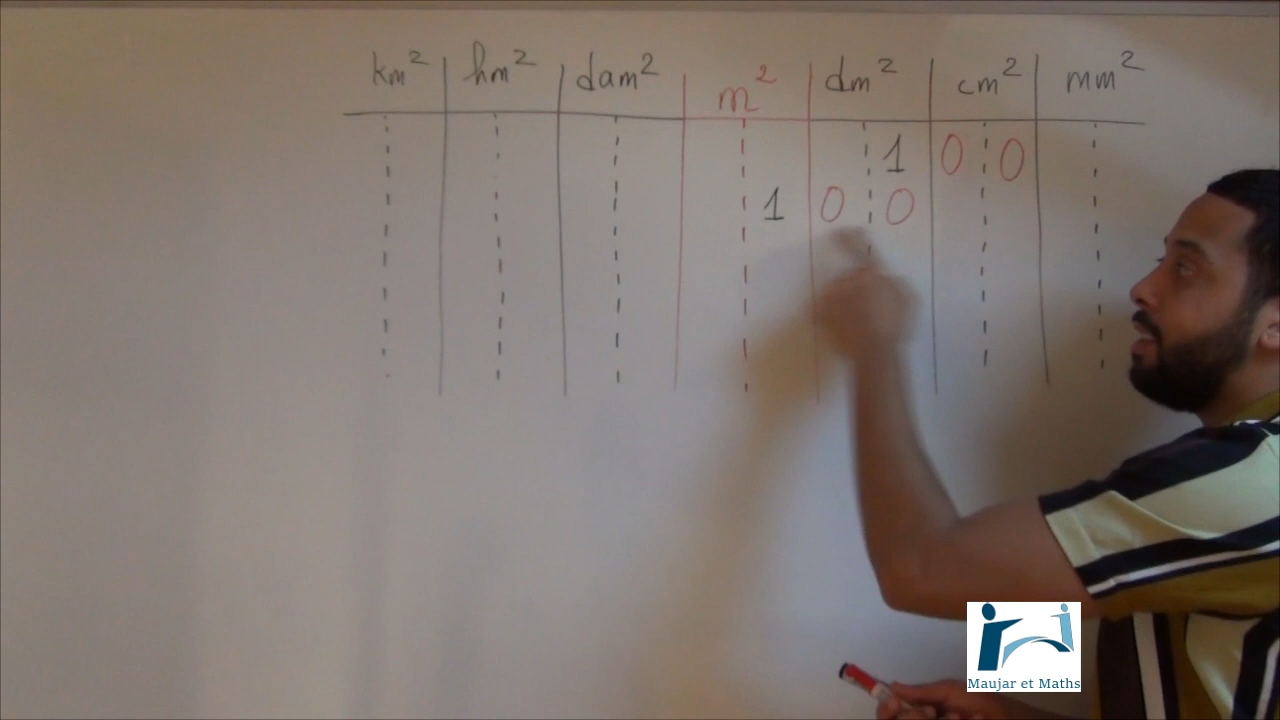 km² hm² dam² m² dm² cm² mm²
1 0 0
1 0 0
Maujar et Maths